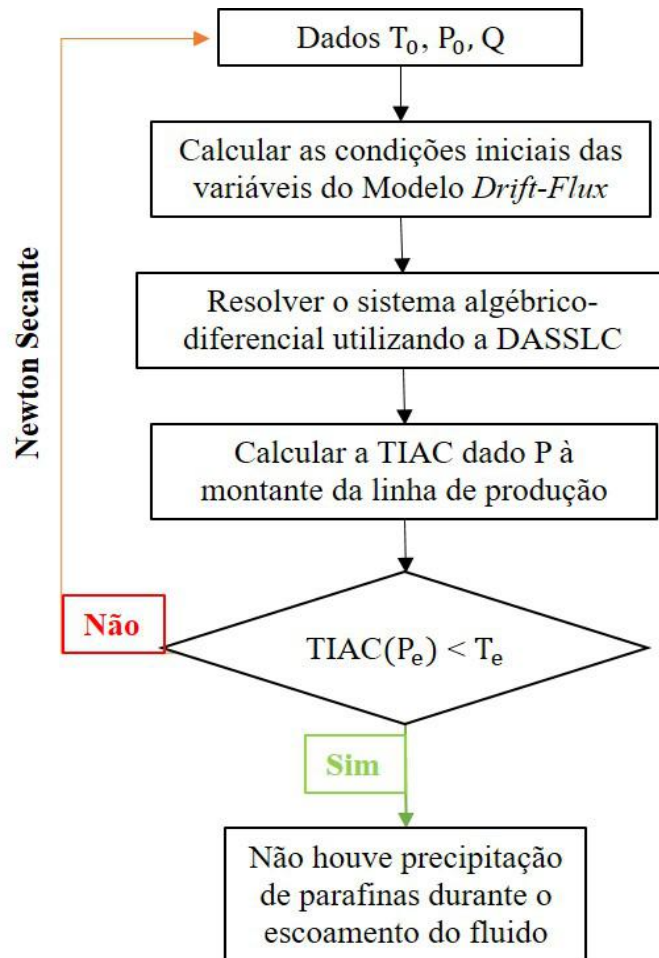 Dados T₀, P₀, Q
Calcular as condições iniciais das
variáveis do Modelo Drift-Flux
Resolver o sistema algébrico-
diferencial utilizando a DASSLC
Calcular a TIAC dado P à
montante da linha de produção
Newton Secante
Não
TIAC(Pₑ) < Tₑ
Sim
Não houve precipitação
de parafinas durante o
escoamento do fluido